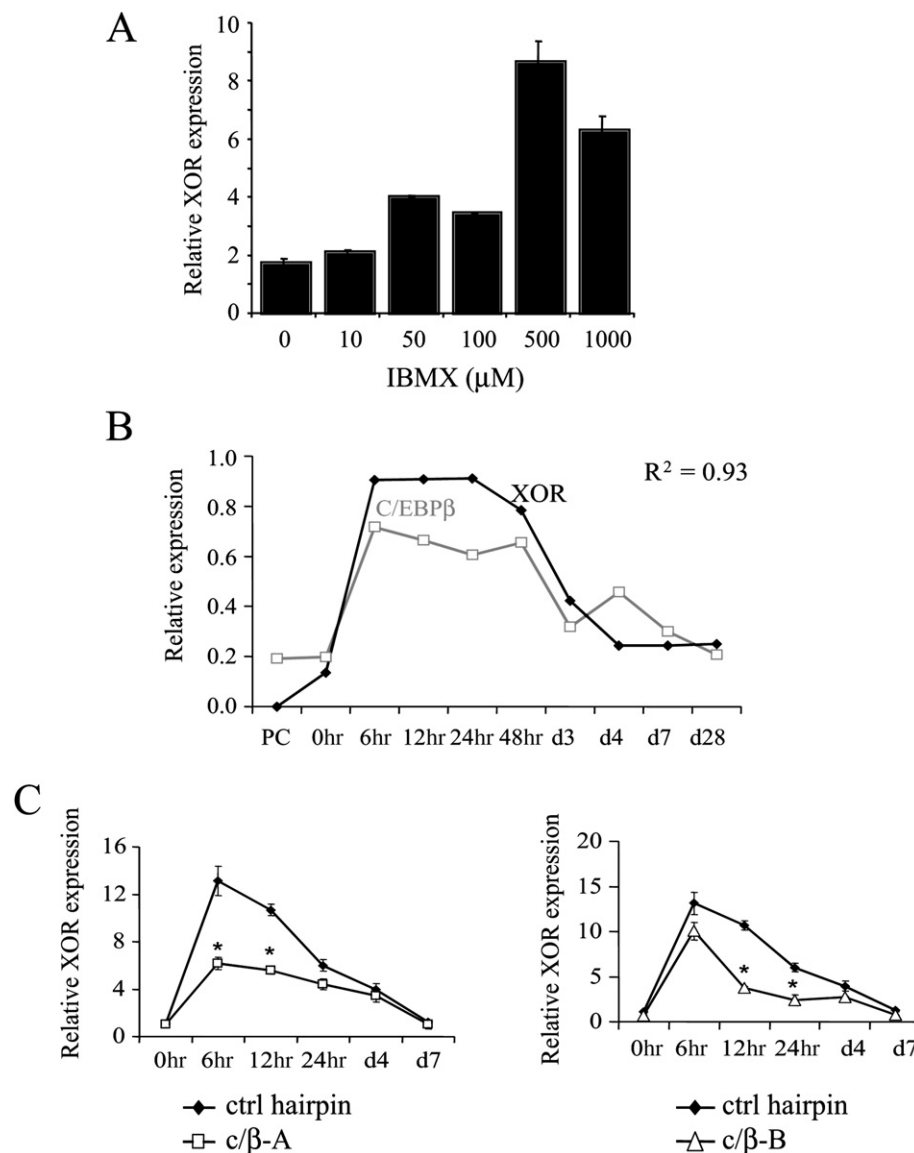 A
Relative XOR expression
10
8
6
4
2
0
0 10 50 100 500 1000
IBMX (μM)
B
Relative expression
1.0
0.8
0.6
0.4
0.2
0.0
R² = 0.93
XOR
C/EBPβ
PC 0hr 6hr 12hr 24hr 48hr d3 d4 d7 d28
C
Relative XOR expression
16
12
8
4
0
* *
0hr 6hr 12hr 24hr d4 d7
ctrl hairpin
c/β-A
Relative XOR expression
20
15
10
5
0
* *
0hr 6hr 12hr 24hr d4 d7
ctrl hairpin
c/β-B